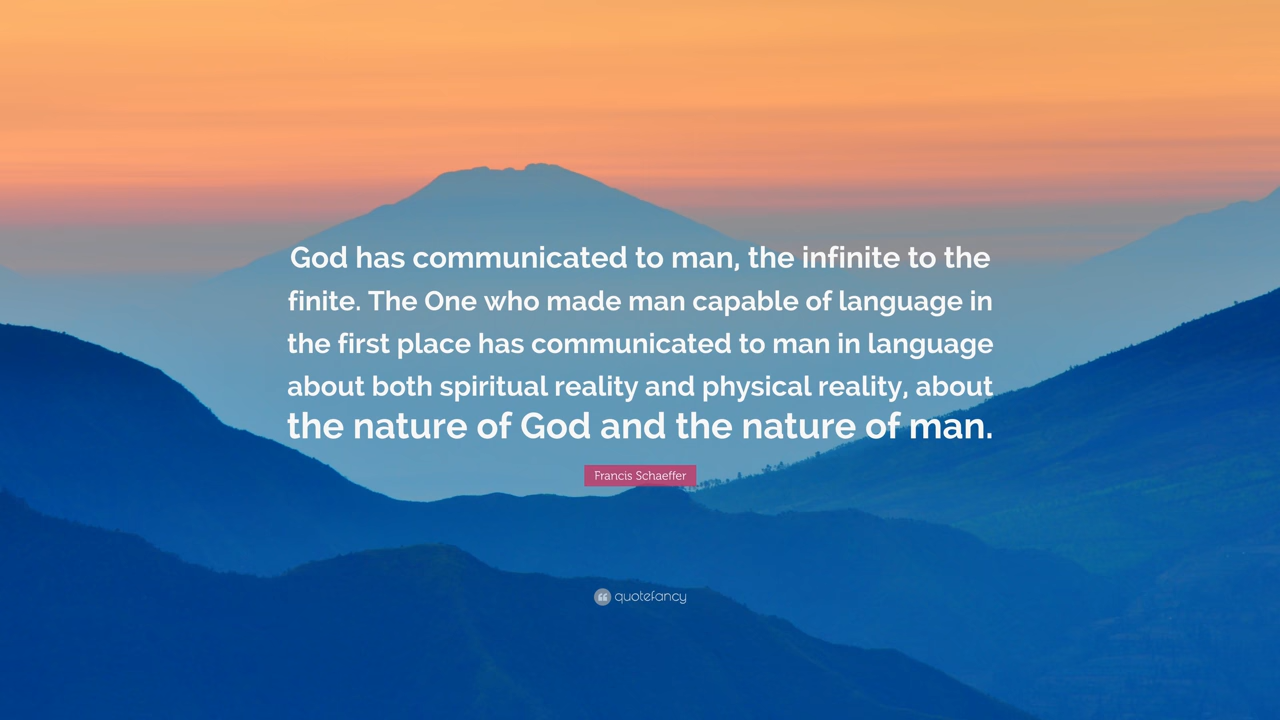 God has communicated to man, the infinite to the
finite. The One who made man capable of language in
the first place has communicated to man in language
about both spiritual reality and physical reality, about
the nature of God and the nature of man.
Francis Schaeffer
quotefancy